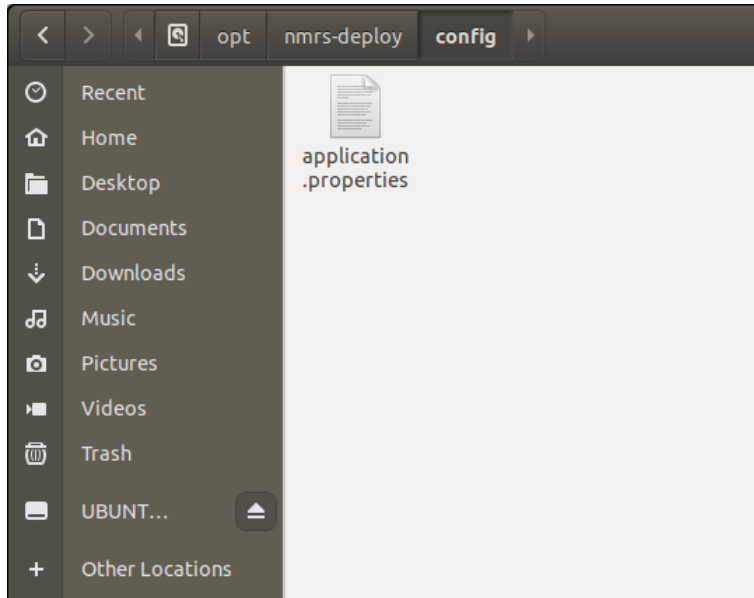 opt nmrs-deploy config
Recent
Home
Desktop
Documents
Downloads
Music
Pictures
Videos
Trash
UBUNT...
Other Locations
application
.properties